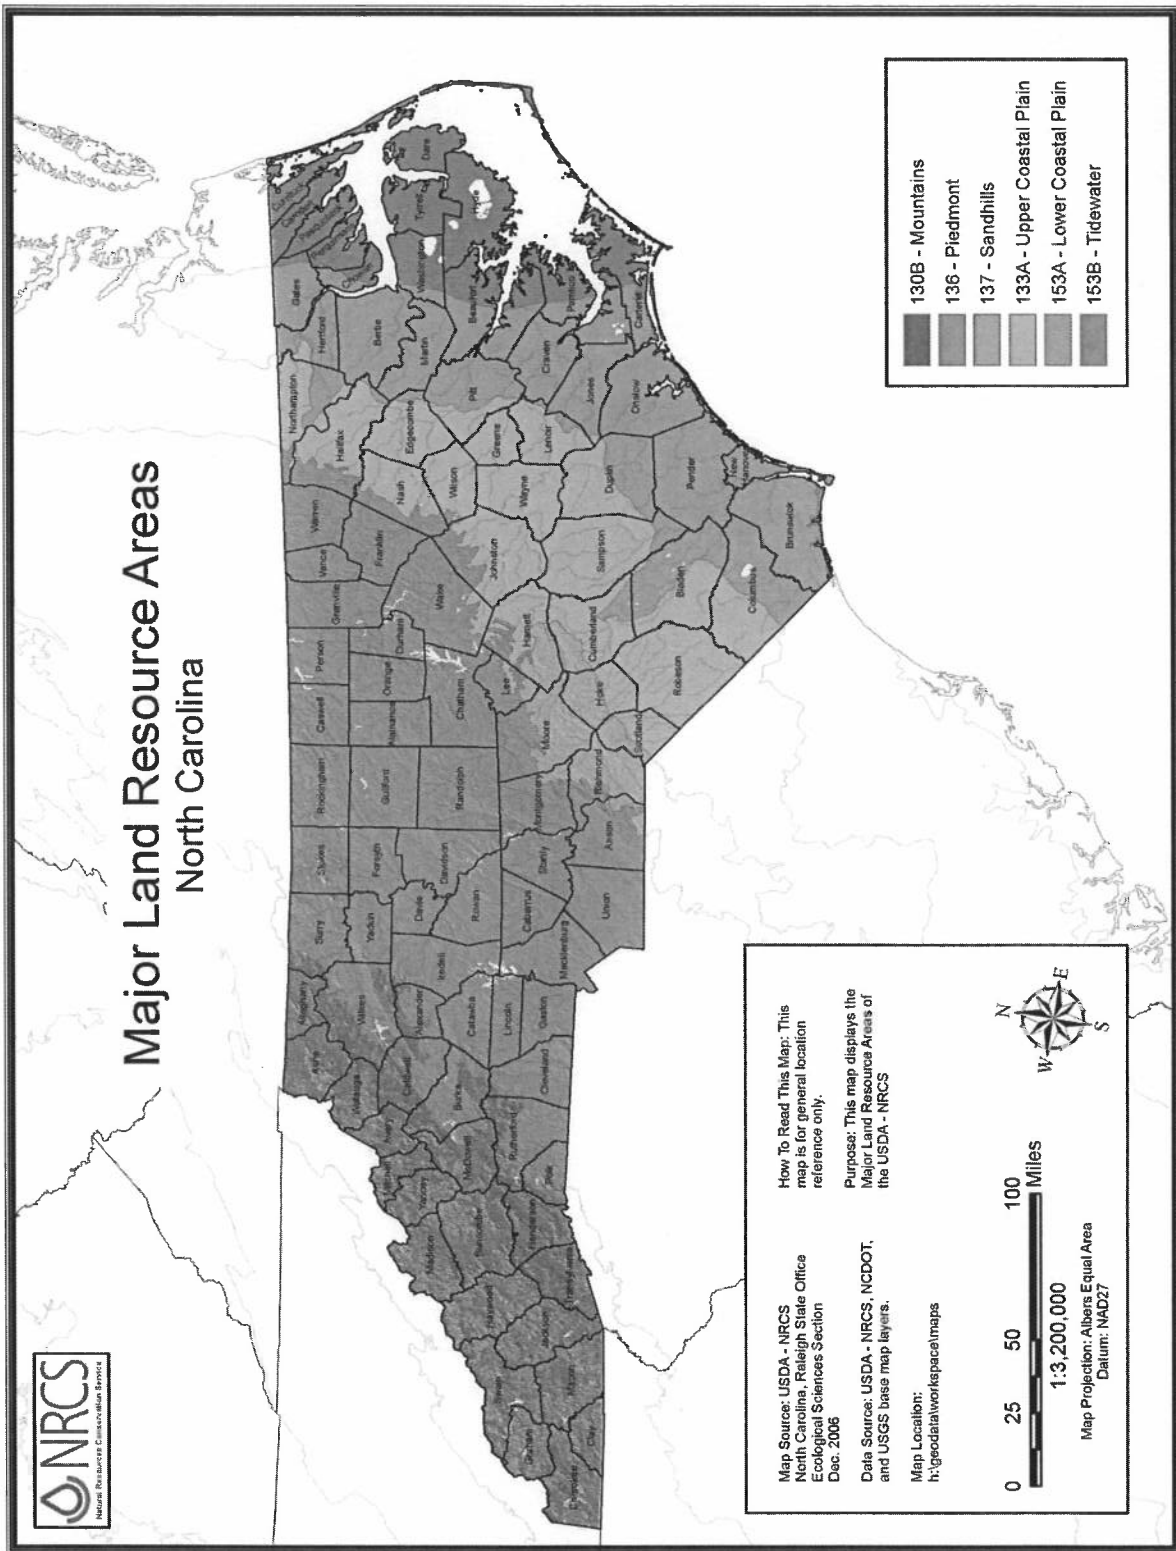 Major Land Resource Areas
North Carolina
NRCS
Natural Resources Conservation Service
Alleghany
Ashe
Surry
Stokes
Rockingham
Caswell
Person
Granville
Vance
Warren
Northampton
Gates
Hertford
Halifax
Bertie
Watauga
Wilkes
Yadkin
Forsyth
Guilford
Alamance
Orange
Durham
Franklin
Nash
Edgecombe
Martin
Washington
Tyrrell
Dare
Mitchell
Avery
Caldwell
Alexander
Iredell
Davie
Davidson
Randolph
Chatham
Wake
Wilson
Pitt
Beaufort
Hyde
Madison
Yancey
McDowell
Burke
Catawba
Rowan
Lee
Johnston
Greene
Wayne
Lenoir
Craven
Pamlico
Haywood
Buncombe
Rutherford
Lincoln
Cabarrus
Stanly
Montgomery
Moore
Harnett
Swain
Graham
Jackson
Henderson
Polk
Cleveland
Gaston
Mecklenburg
Union
Anson
Richmond
Hoke
Cumberland
Sampson
Duplin
Jones
Carteret
Onslow
Cherokee
Clay
Macon
Transylvania
Scotland
Robeson
Bladen
Pender
New
Hanover
Columbus
Brunswick
Map Source: USDA - NRCS
North Carolina, Raleigh State Office
Ecological Sciences Section
Dec. 2006
Data Source: USDA - NRCS, NCDOT,
and USGS base map layers.
Map Location:
h:\geodata\workspace\maps
How To Read This Map: This
map is for general location
reference only.
Purpose: This map displays the
Major Land Resource Areas of
the USDA - NRCS
0 25 50 100
Miles
1:3,200,000
Map Projection: Albers Equal Area
Datum: NAD27
N
W E
S
130B - Mountains
136 - Piedmont
137 - Sandhills
133A - Upper Coastal Plain
153A - Lower Coastal Plain
153B - Tidewater